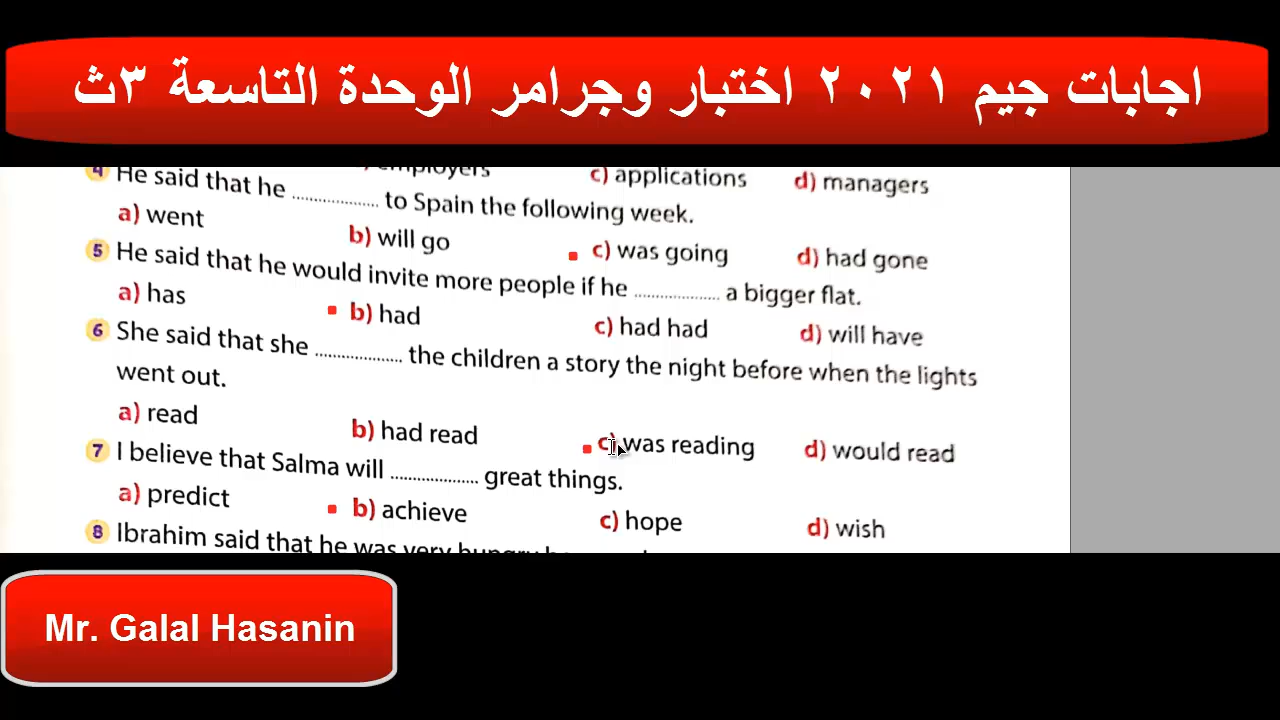 اجابات جيم ٢٠٢١ اختبار وجرامر الوحدة التاسعة ٣ث
employers c) applications d) managers
4 He said that he .................... to Spain the following week.
a) went b) will go c) was going d) had gone
5 He said that he would invite more people if he .................... a bigger flat.
a) has b) had c) had had d) will have
6 She said that she .................... the children a story the night before when the lights
went out.
a) read b) had read c) was reading d) would read
7 I believe that Salma will .................... great things.
a) predict b) achieve c) hope d) wish
8 Ibrahim said that he was very hungry
Mr. Galal Hasanin